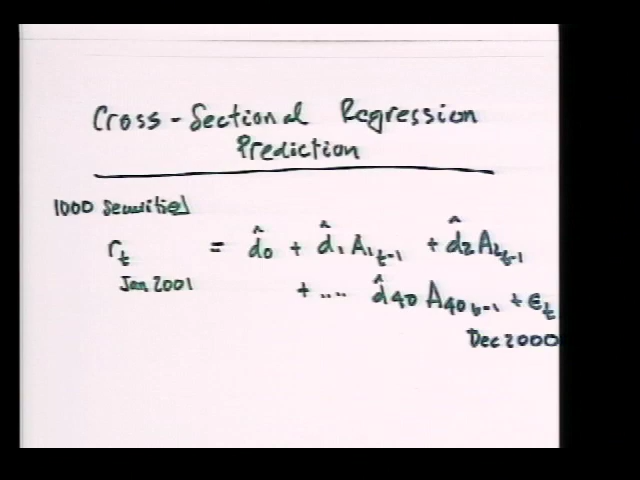 Cross-Sectional Regression
Prediction
1000 Securities
r_t = d̂0 + d̂1 A1_t-1 + d̂2 A2_t-1
Jan 2001
+ .... d̂40 A40 t-1 + ϵ_t
Dec 2000